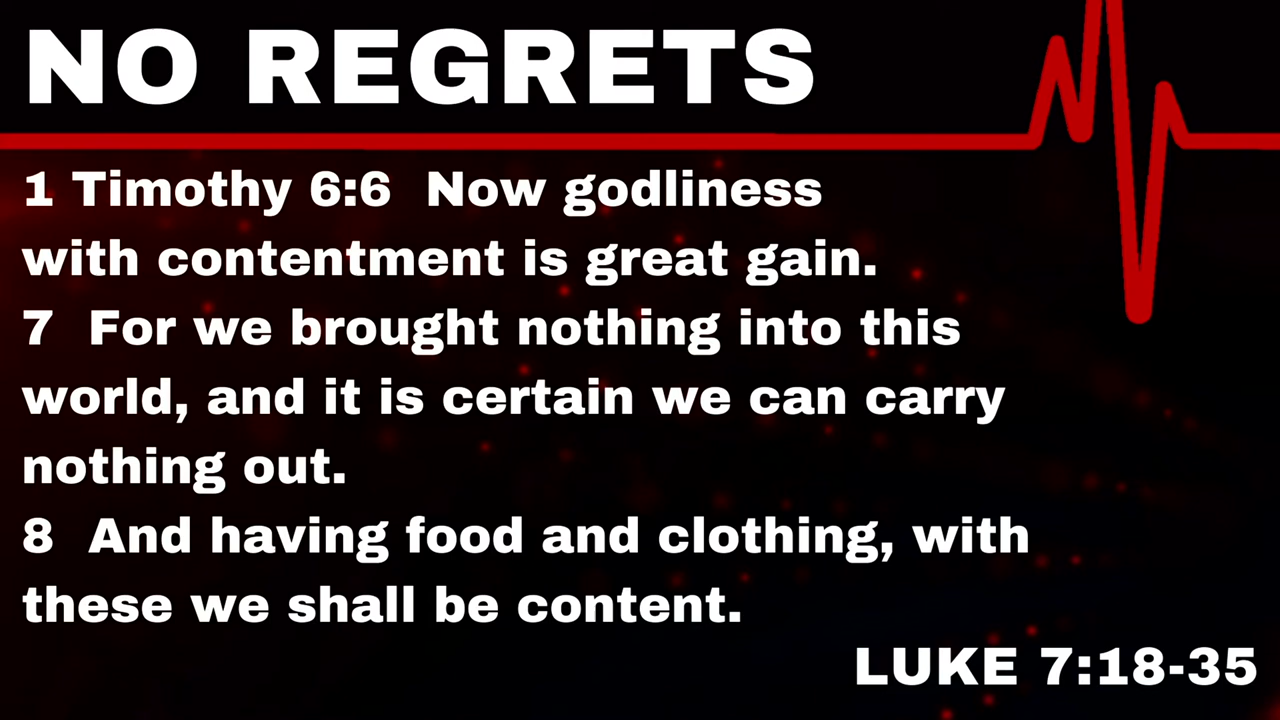 NO REGRETS
1 Timothy 6:6  Now godliness
with contentment is great gain.
7  For we brought nothing into this
world, and it is certain we can carry
nothing out.
8  And having food and clothing, with
these we shall be content.
LUKE 7:18-35